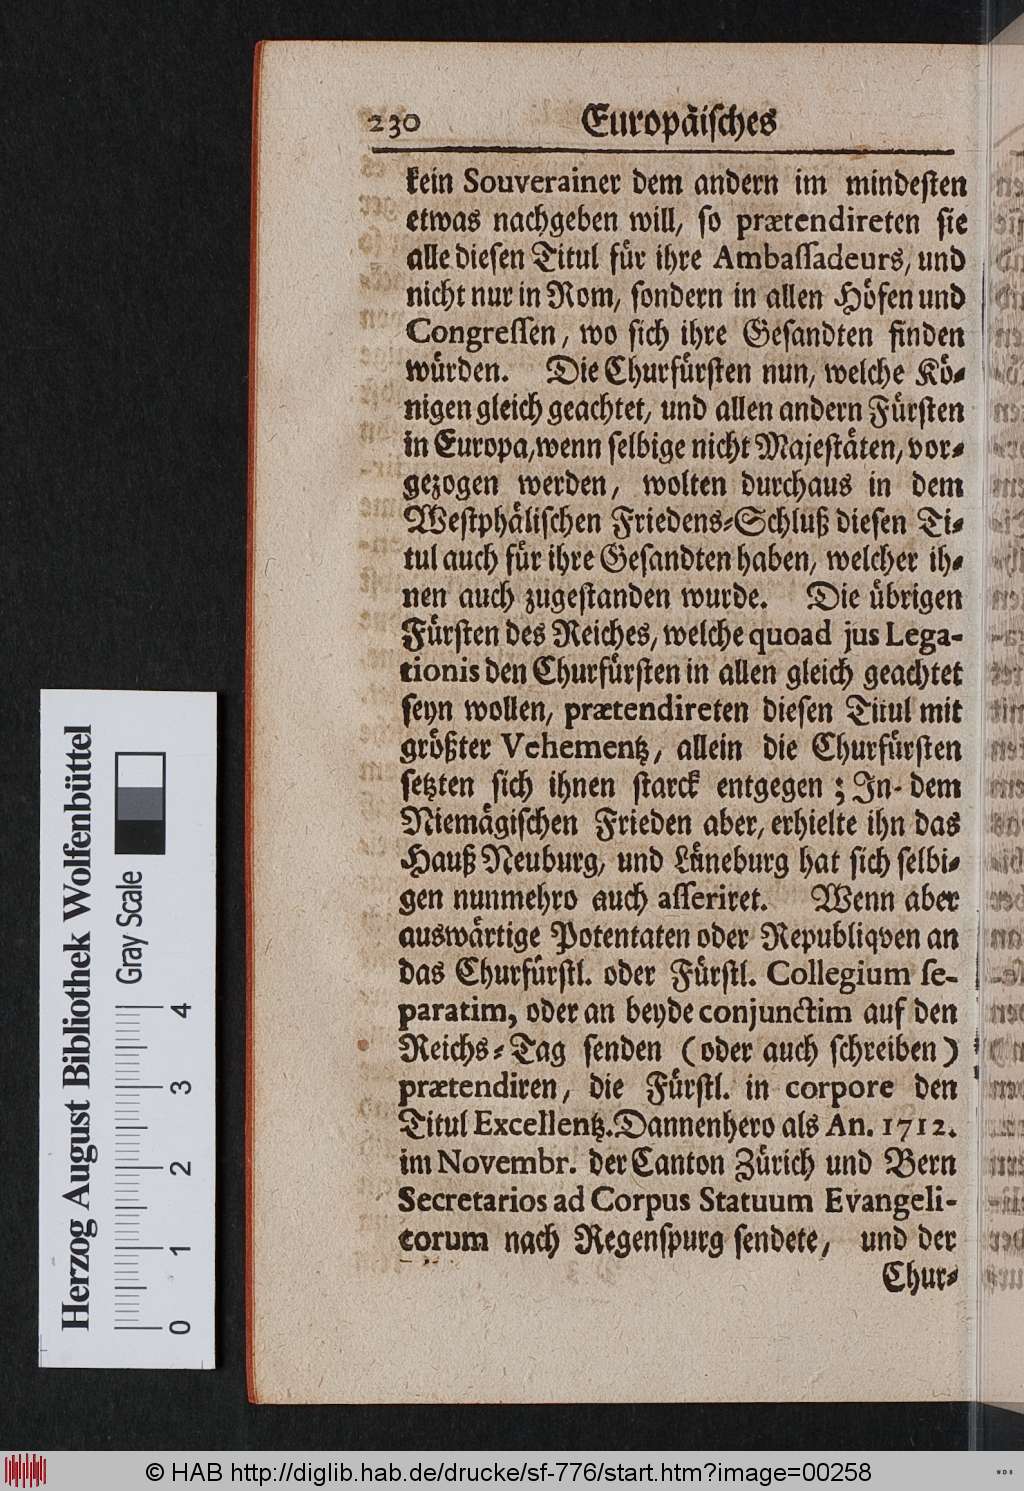 230 Europäisches
kein Souverainer dem andern im mindesten
etwas nachgeben will, so prætendireten sie
alle diesen Titul für ihre Ambassadeurs, und
nicht nur in Rom, sondern in allen Höfen und
Congressen, wo sich ihre Gesandten finden
würden. Die Churfürsten nun, welche Kö-
nigen gleich geachtet, und allen andern Fürsten
in Europa, wenn selbige nicht Majestäten, vor-
gezogen werden, wolten durchaus in dem
Westphälischen Friedens-Schluß diesen Ti-
tul auch für ihre Gesandten haben, welcher ih-
nen auch zugestanden wurde. Die übrigen
Fürsten des Reiches, welche quoad jus Lega-
tionis den Churfürsten in allen gleich geachtet
seyn wollen, prætendireten diesen Titul mit
größter Vehementz, allein die Churfürsten
setzten sich ihnen starck entgegen; In-dem
Niemägischen Frieden aber, erhielte ihn das
Hauß Neuburg, und Lüneburg hat sich selbi-
gen nunmehro auch asseriret. Wenn aber
auswärtige Potentaten oder Republiqven an
das Churfürstl. oder Fürstl. Collegium se-
paratim, oder an beyde conjunctim auf den
Reichs-Tag senden (oder auch schreiben)
prætendiren, die Fürstl. in corpore den
Titul Excellentz. Dannenhero als An. 1712.
im Novembr. der Canton Zürich und Bern
Secretarios ad Corpus Statuum Evangeli-
corum nach Regenspurg sendete, und der
Chur-
Herzog August Bibliothek Wolfenbüttel
Gray Scale
0 1 2 3 4
© HAB http://diglib.hab.de/drucke/sf-776/start.htm?image=00258
WDB